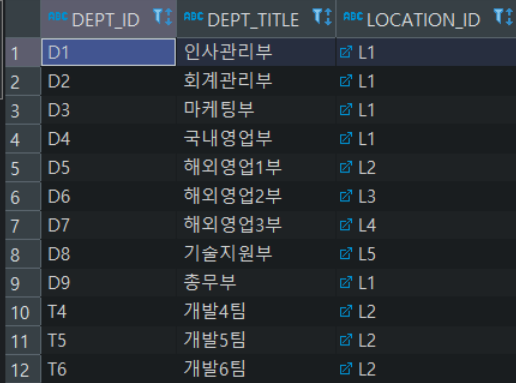 ABC DEPT_ID ABC DEPT_TITLE ABC LOCATION_ID
1 D1 인사관리부 L1
2 D2 회계관리부 L1
3 D3 마케팅부 L1
4 D4 국내영업부 L1
5 D5 해외영업1부 L2
6 D6 해외영업2부 L3
7 D7 해외영업3부 L4
8 D8 기술지원부 L5
9 D9 총무부 L1
10 T4 개발4팀 L2
11 T5 개발5팀 L2
12 T6 개발6팀 L2